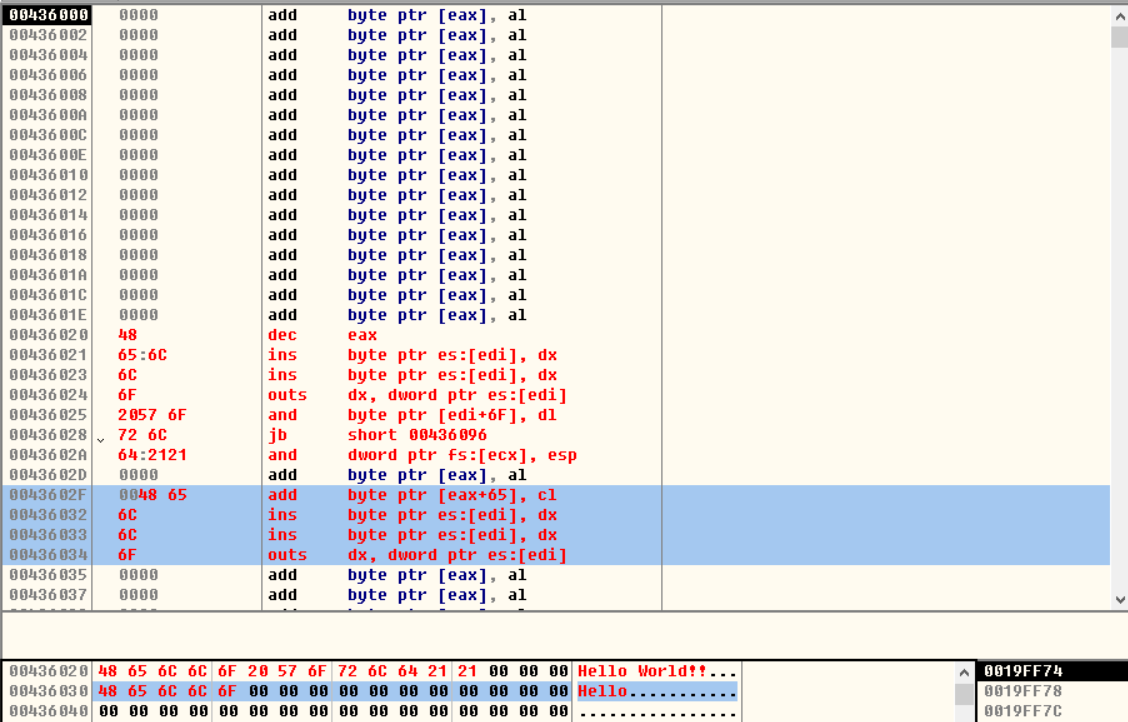 00436000 0000 add byte ptr [eax], al
00436002 0000 add byte ptr [eax], al
00436004 0000 add byte ptr [eax], al
00436006 0000 add byte ptr [eax], al
00436008 0000 add byte ptr [eax], al
0043600A 0000 add byte ptr [eax], al
0043600C 0000 add byte ptr [eax], al
0043600E 0000 add byte ptr [eax], al
00436010 0000 add byte ptr [eax], al
00436012 0000 add byte ptr [eax], al
00436014 0000 add byte ptr [eax], al
00436016 0000 add byte ptr [eax], al
00436018 0000 add byte ptr [eax], al
0043601A 0000 add byte ptr [eax], al
0043601C 0000 add byte ptr [eax], al
0043601E 0000 add byte ptr [eax], al
00436020 48 dec eax
00436021 65:6C ins byte ptr es:[edi], dx
00436023 6C ins byte ptr es:[edi], dx
00436024 6F outs dx, dword ptr es:[edi]
00436025 2057 6F and byte ptr [edi+6F], dl
00436028 72 6C jb short 00436096
0043602A 64:2121 and dword ptr fs:[ecx], esp
0043602D 0000 add byte ptr [eax], al
0043602F 0048 65 add byte ptr [eax+65], cl
00436032 6C ins byte ptr es:[edi], dx
00436033 6C ins byte ptr es:[edi], dx
00436034 6F outs dx, dword ptr es:[edi]
00436035 0000 add byte ptr [eax], al
00436037 0000 add byte ptr [eax], al
00436020 48 65 6C 6C 6F 20 57 6F 72 6C 64 21 21 00 00 00 Hello World!!... 0019FF74
00436030 48 65 6C 6C 6F 00 00 00 00 00 00 00 00 00 00 00 Hello........... 0019FF78
00436040 00 00 00 00 00 00 00 00 00 00 00 00 00 00 00 00 ................ 0019FF7C